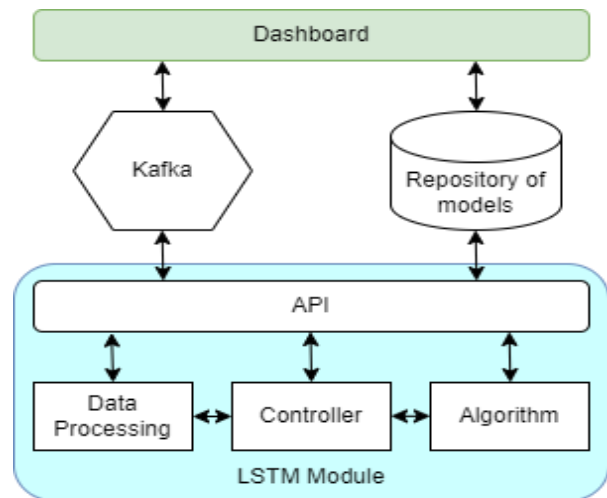 Dashboard
Kafka
Repository of
models
API
Data
Processing
Controller
Algorithm
LSTM Module